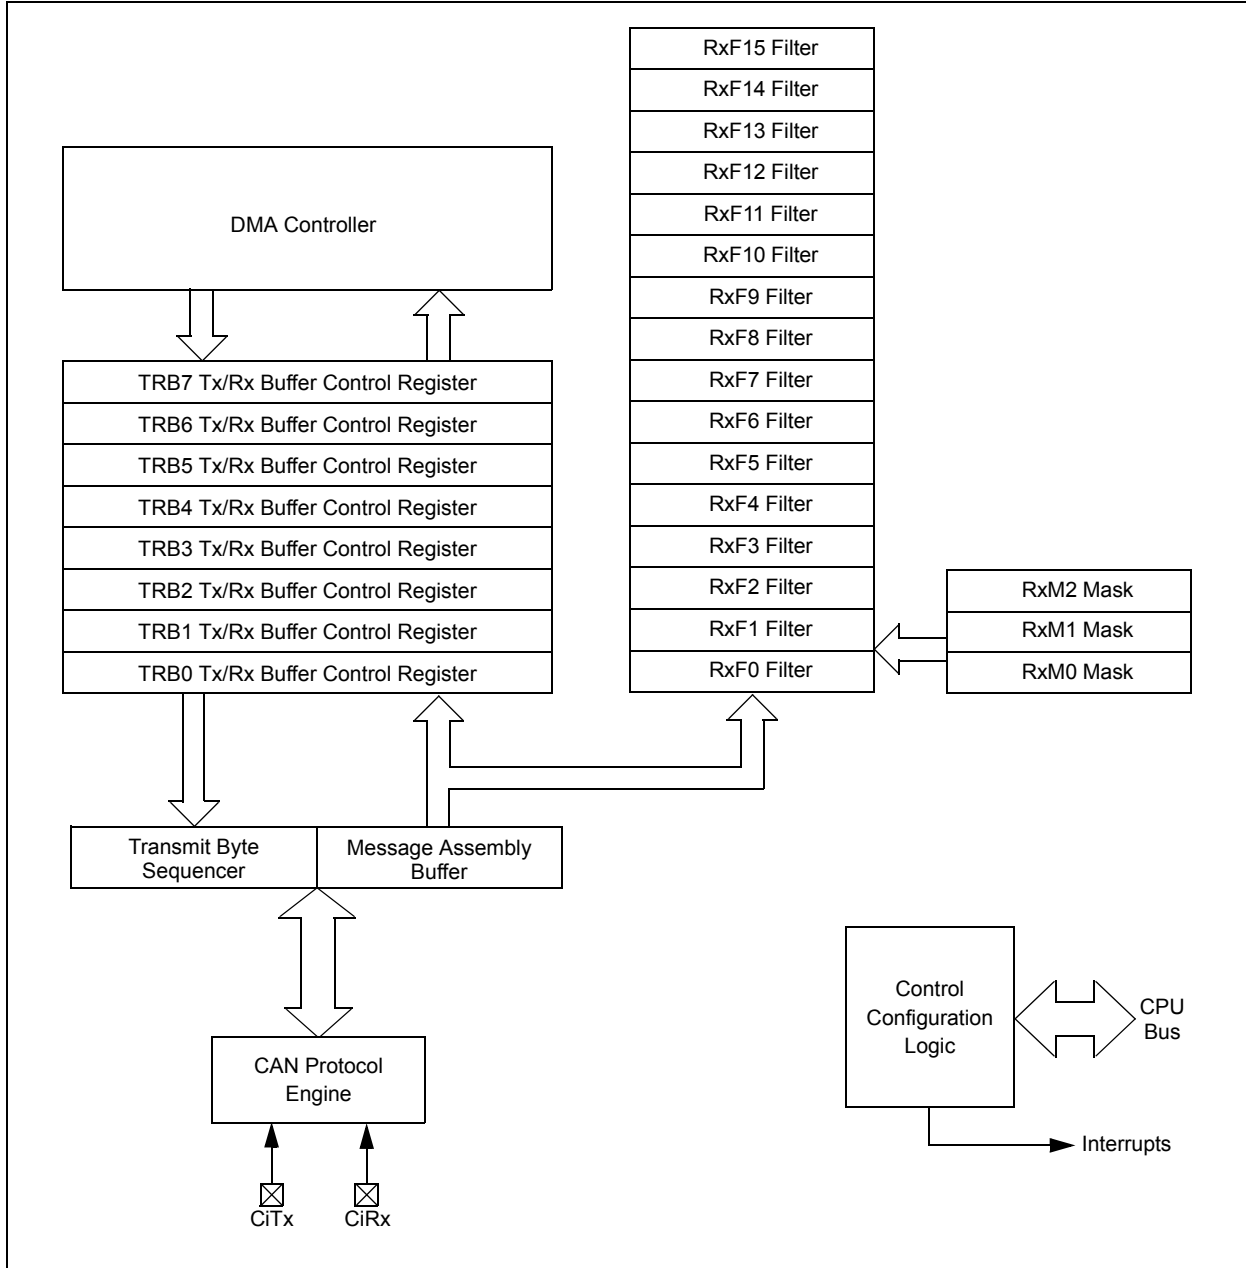 DMA Controller
TRB7 Tx/Rx Buffer Control Register
TRB6 Tx/Rx Buffer Control Register
TRB5 Tx/Rx Buffer Control Register
TRB4 Tx/Rx Buffer Control Register
TRB3 Tx/Rx Buffer Control Register
TRB2 Tx/Rx Buffer Control Register
TRB1 Tx/Rx Buffer Control Register
TRB0 Tx/Rx Buffer Control Register
RxF15 Filter
RxF14 Filter
RxF13 Filter
RxF12 Filter
RxF11 Filter
RxF10 Filter
RxF9 Filter
RxF8 Filter
RxF7 Filter
RxF6 Filter
RxF5 Filter
RxF4 Filter
RxF3 Filter
RxF2 Filter
RxF1 Filter
RxF0 Filter
RxM2 Mask
RxM1 Mask
RxM0 Mask
Transmit Byte
Sequencer
Message Assembly
Buffer
CAN Protocol
Engine
CiTx
CiRx
Control
Configuration
Logic
CPU
Bus
Interrupts